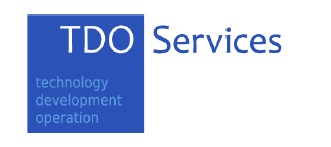 TDO Services
technology
development
operation